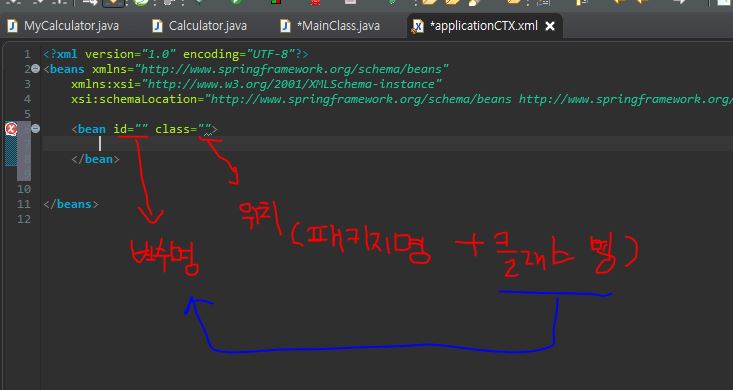 MyCalculator.java Calculator.java *MainClass.java *applicationCTX.xml
1 <?xml version="1.0" encoding="UTF-8"?>
2 <beans xmlns="http://www.springframework.org/schema/beans"
3 xmlns:xsi="http://www.w3.org/2001/XMLSchema-instance"
4 xsi:schemaLocation="http://www.springframework.org/schema/beans http://www.springframework.org/
5
<bean id="" class="">
</bean>
9
10
11 </beans>
12
위치 (패키지명 + 클래스명)
변수명